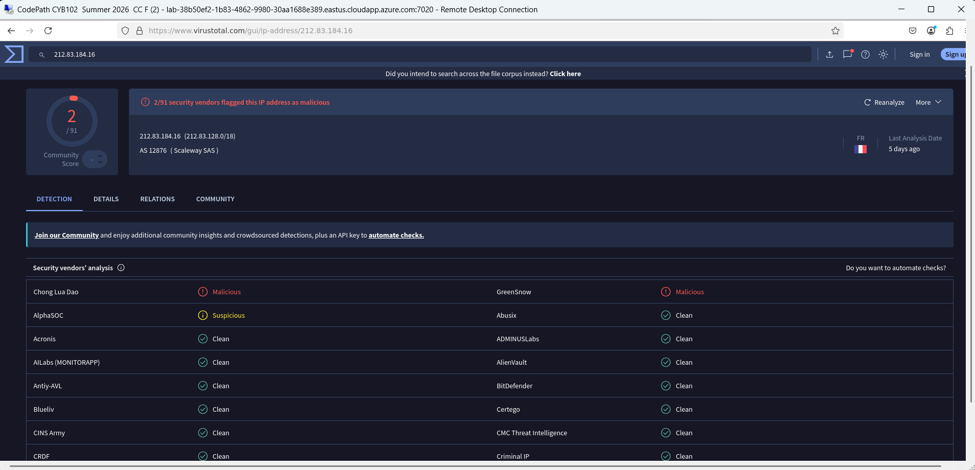 CodePath CYB102 Summer 2026 CC F (2) - lab-38b50ef2-1b83-4862-9980-30aa1688e389.eastus.cloudapp.azure.com:7020 - Remote Desktop Connection
https://www.virustotal.com/gui/ip-address/212.83.184.16
212.83.184.16
Sign in
Sign up
Did you intend to search across the file corpus instead? Click here
2
/ 91
Community Score
-
2/91 security vendors flagged this IP address as malicious
Reanalyze
More
212.83.184.16 (212.83.128.0/18)
AS 12876 ( Scaleway SAS )
FR
Last Analysis Date
5 days ago
DETECTION DETAILS RELATIONS COMMUNITY
Join our Community and enjoy additional community insights and crowdsourced detections, plus an API key to automate checks.
Security vendors' analysis Do you want to automate checks?
Chong Lua Dao Malicious GreenSnow Malicious
AlphaSOC Suspicious Abusix Clean
Acronis Clean ADMINUSLabs Clean
AILabs (MONITORAPP) Clean AlienVault Clean
Antiy-AVL Clean BitDefender Clean
Blueliv Clean Certego Clean
CINS Army Clean CMC Threat Intelligence Clean
CRDF Clean Criminal IP Clean